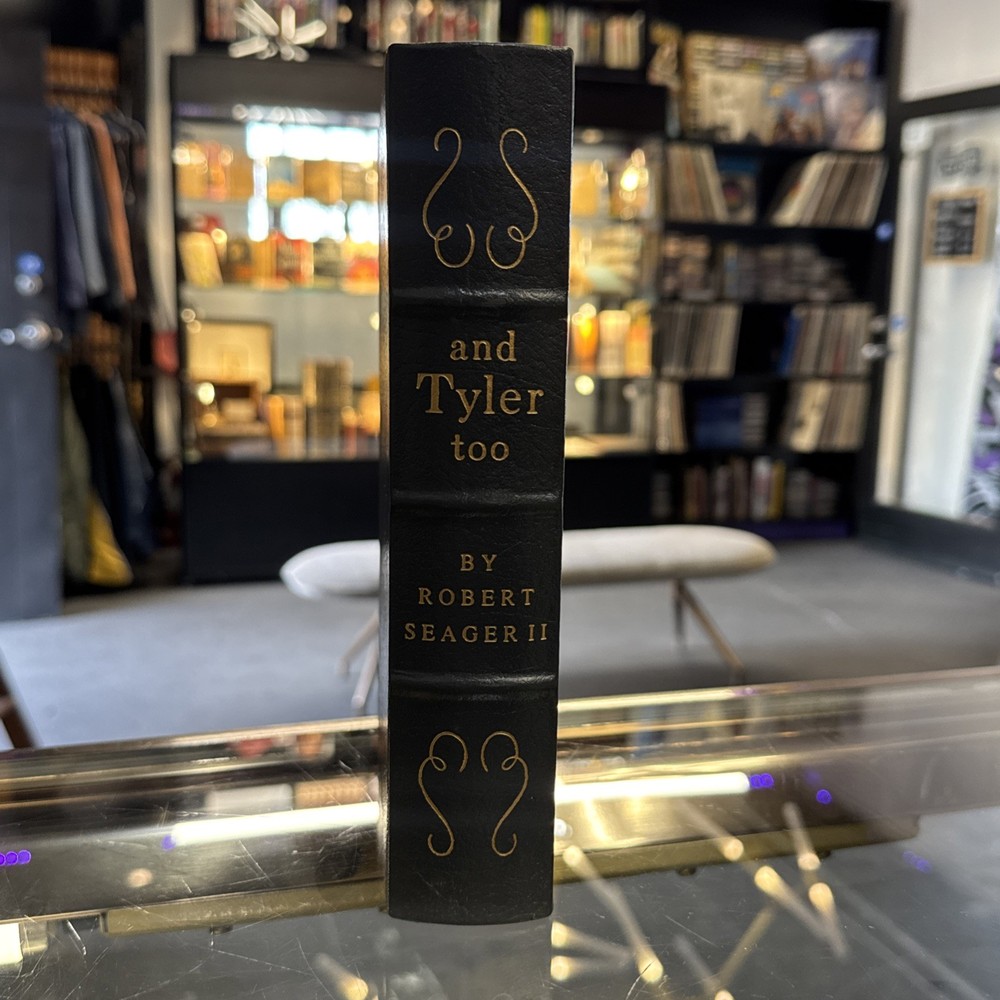 and
Tyler
too
BY
ROBERT
SEAGER II